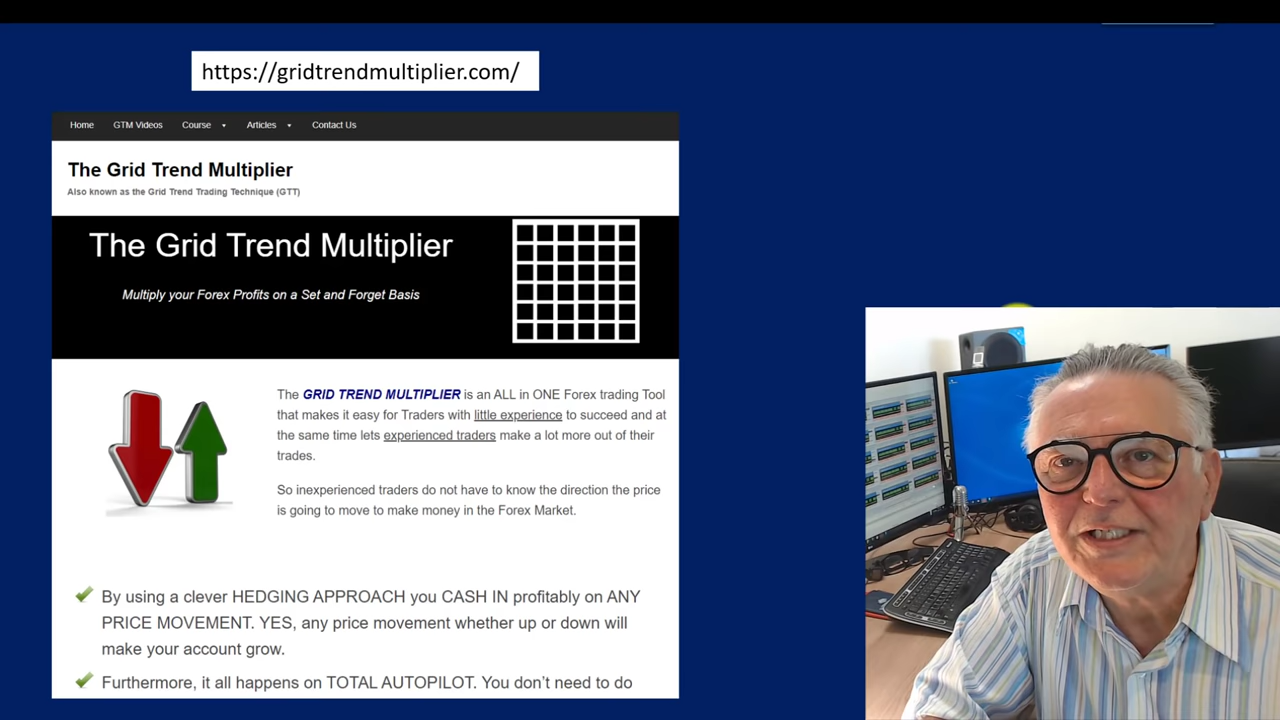 https://gridtrendmultiplier.com/
Home GTM Videos Course Articles Contact Us
The Grid Trend Multiplier
Also known as the Grid Trend Trading Technique (GTT)
The Grid Trend Multiplier
Multiply your Forex Profits on a Set and Forget Basis
The GRID TREND MULTIPLIER is an ALL in ONE Forex trading Tool
that makes it easy for Traders with little experience to succeed and at
the same time lets experienced traders make a lot more out of their
trades.
So inexperienced traders do not have to know the direction the price
is going to move to make money in the Forex Market.
By using a clever HEDGING APPROACH you CASH IN profitably on ANY
PRICE MOVEMENT. YES, any price movement whether up or down will
make your account grow.
Furthermore, it all happens on TOTAL AUTOPILOT. You don't need to do